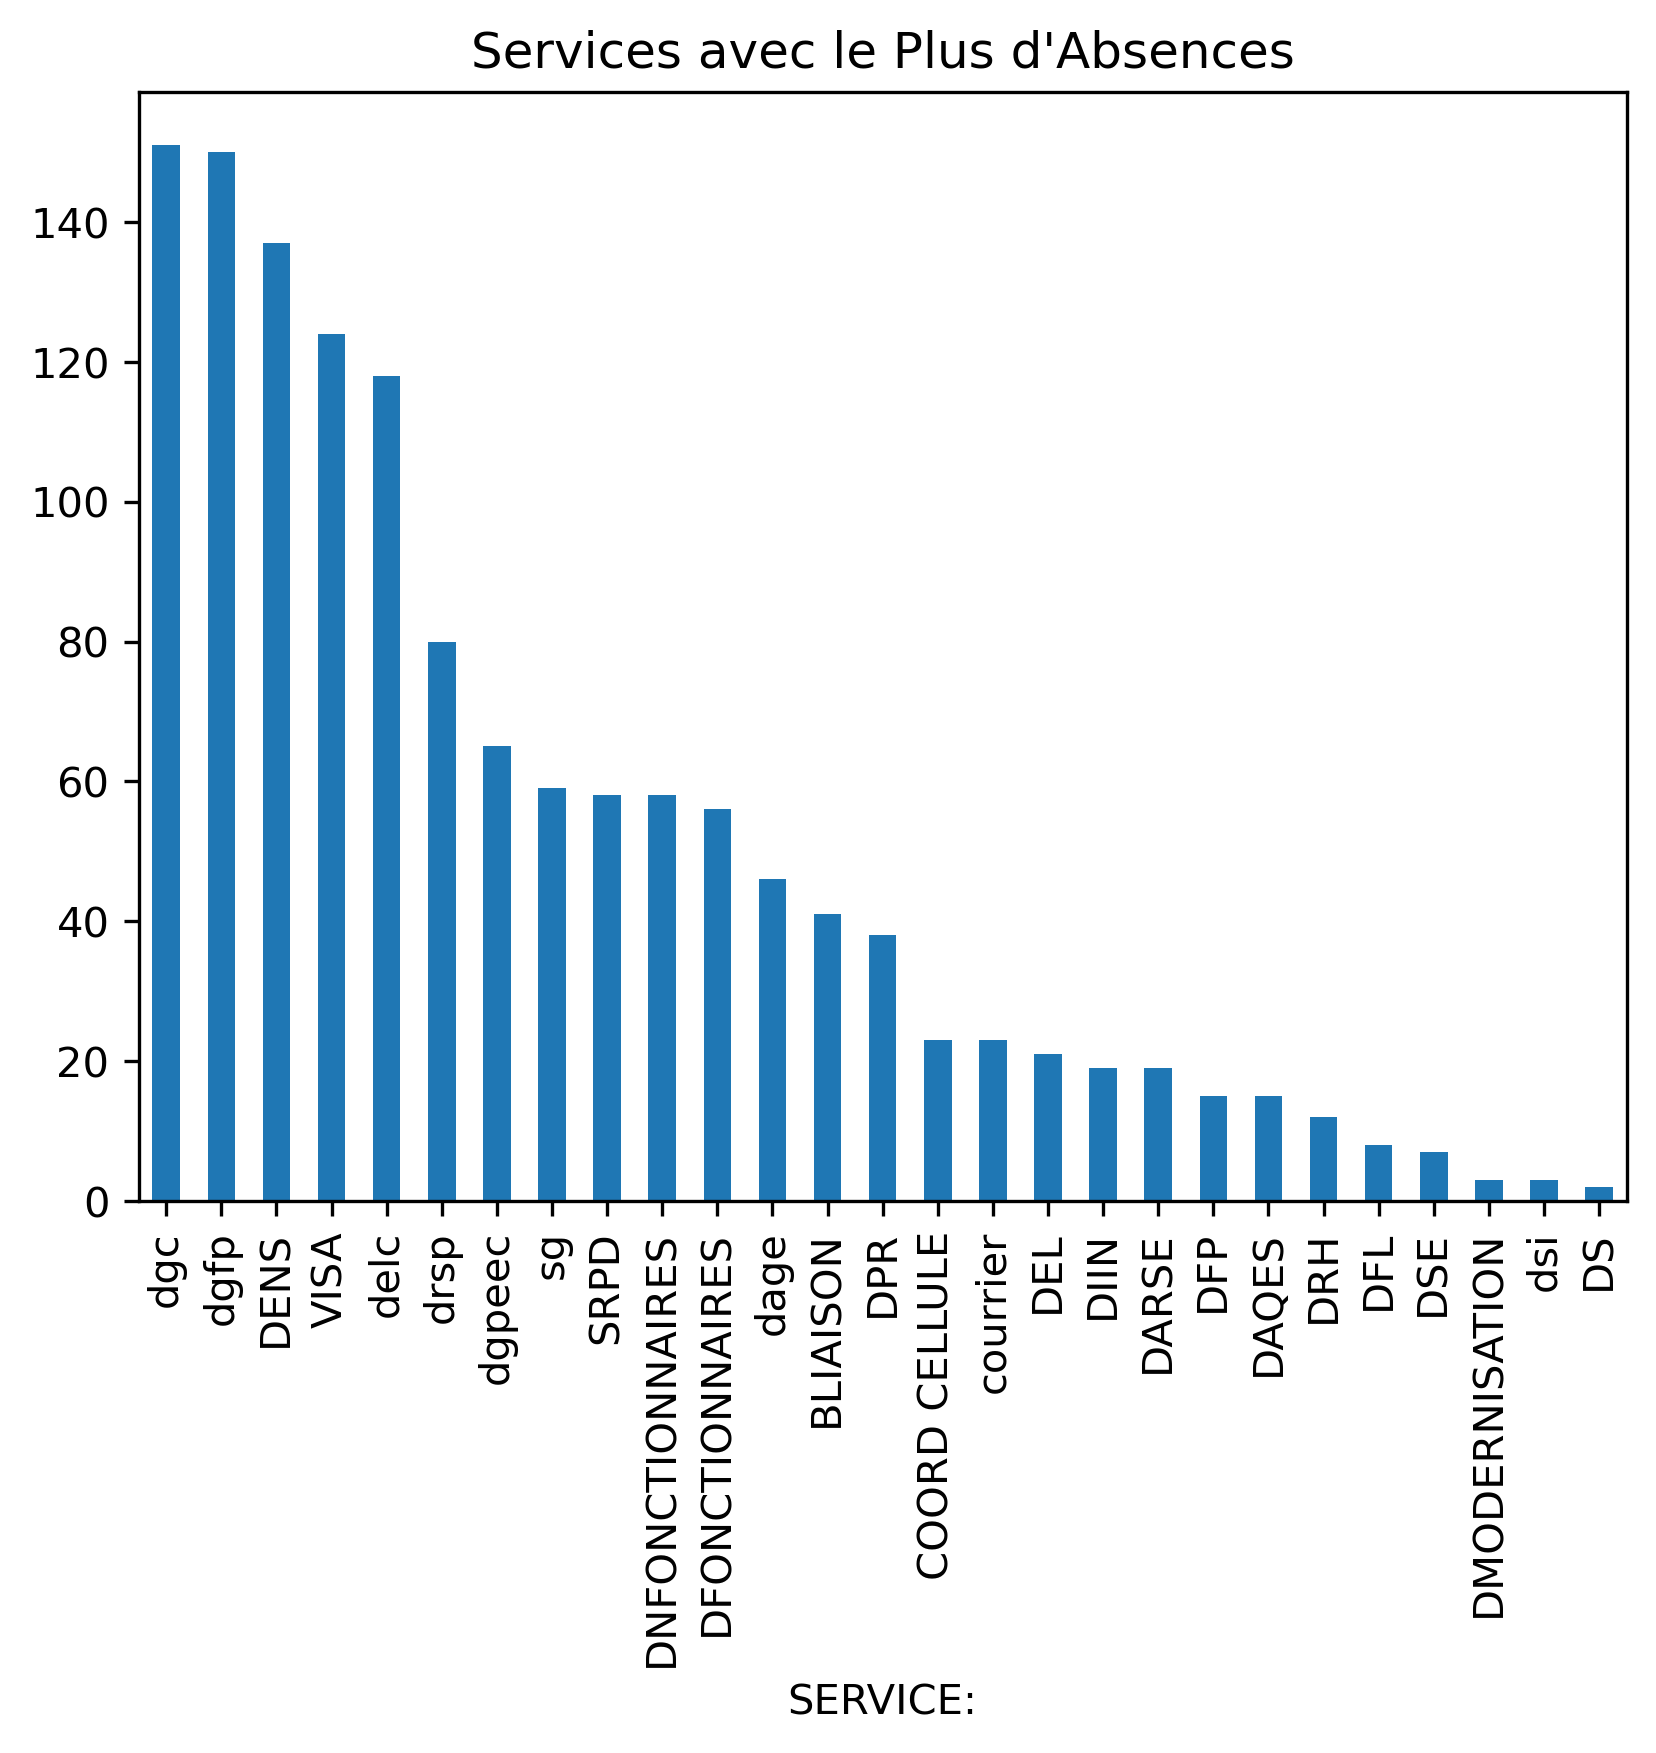 Services avec le Plus d'Absences
140
120
100
80
60
40
20
0
dgc
dgfp
DENS
VISA
delc
drsp
dgpeec
sg
SRPD
DNFONCTIONNAIRES
DFONCTIONNAIRES
dage
BLIAISON
DPR
COORD CELLULE
courrier
DEL
DIIN
DARSE
DFP
DAQES
DRH
DFL
DSE
DMODERNISATION
dsi
DS
SERVICE: